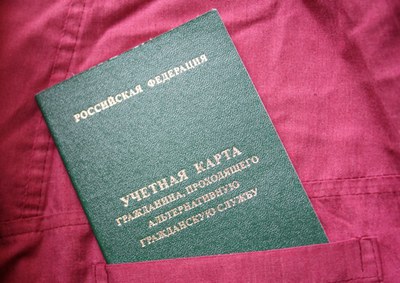 РОССИЙСКАЯ ФЕДЕРАЦИЯ
УЧЕТНАЯ КАРТА
ГРАЖДАНИНА, ПРОХОДЯЩЕГО
АЛЬТЕРНАТИВНУЮ
ГРАЖДАНСКУЮ СЛУЖБУ